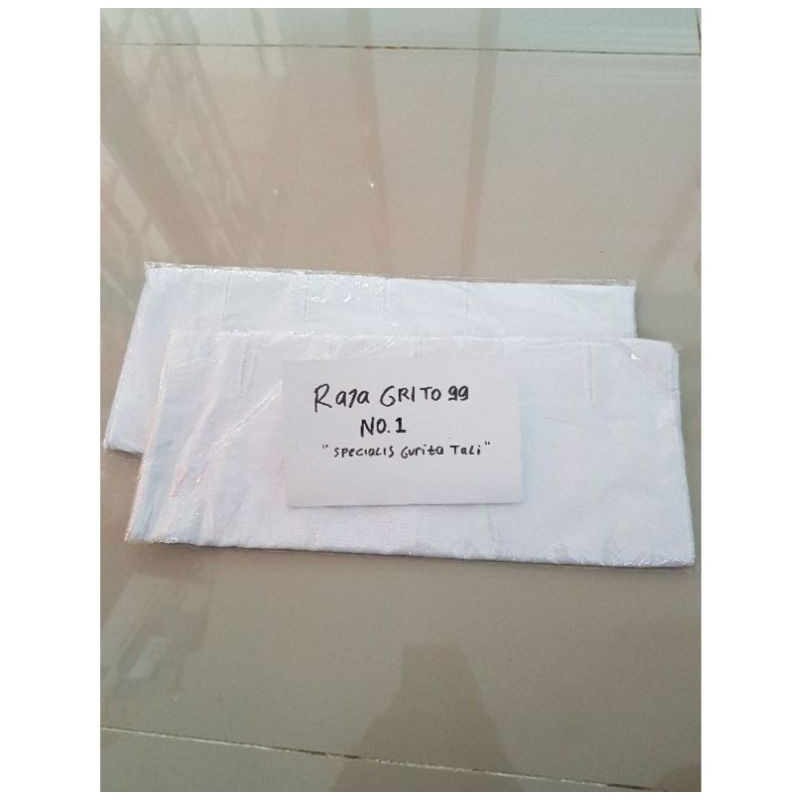 Raja GRITO 99
NO. 1
"SPECIALIS Gurita TaLi"